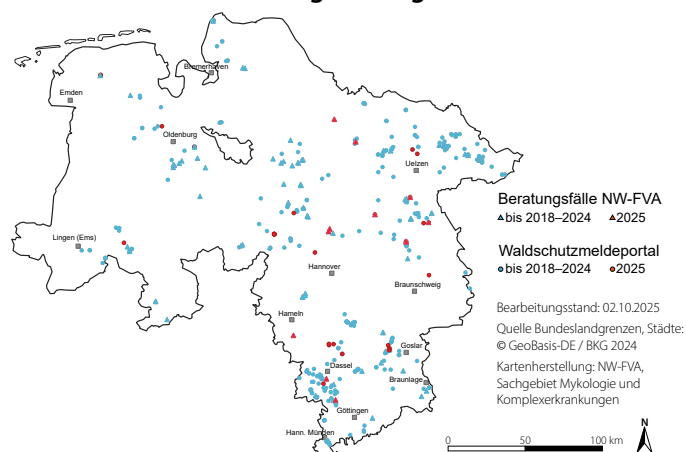 Bremerhaven
Emden
Oldenburg
Uelzen
Beratungsfälle NW-FVA
bis 2018–2024 2025
Lingen (Ems)
Waldschutzmeldeportal
bis 2018–2024 2025
Hannover
Braunschweig
Bearbeitungsstand: 02.10.2025
Hameln
Quelle Bundeslandgrenzen, Städte:
© GeoBasis-DE / BKG 2024
Goslar
Kartenherstellung: NW-FVA,
Dassel
Sachgebiet Mykologie und
Braunlage
Komplexerkrankungen
Göttingen
N
Hann. Münden
0 50 100 km